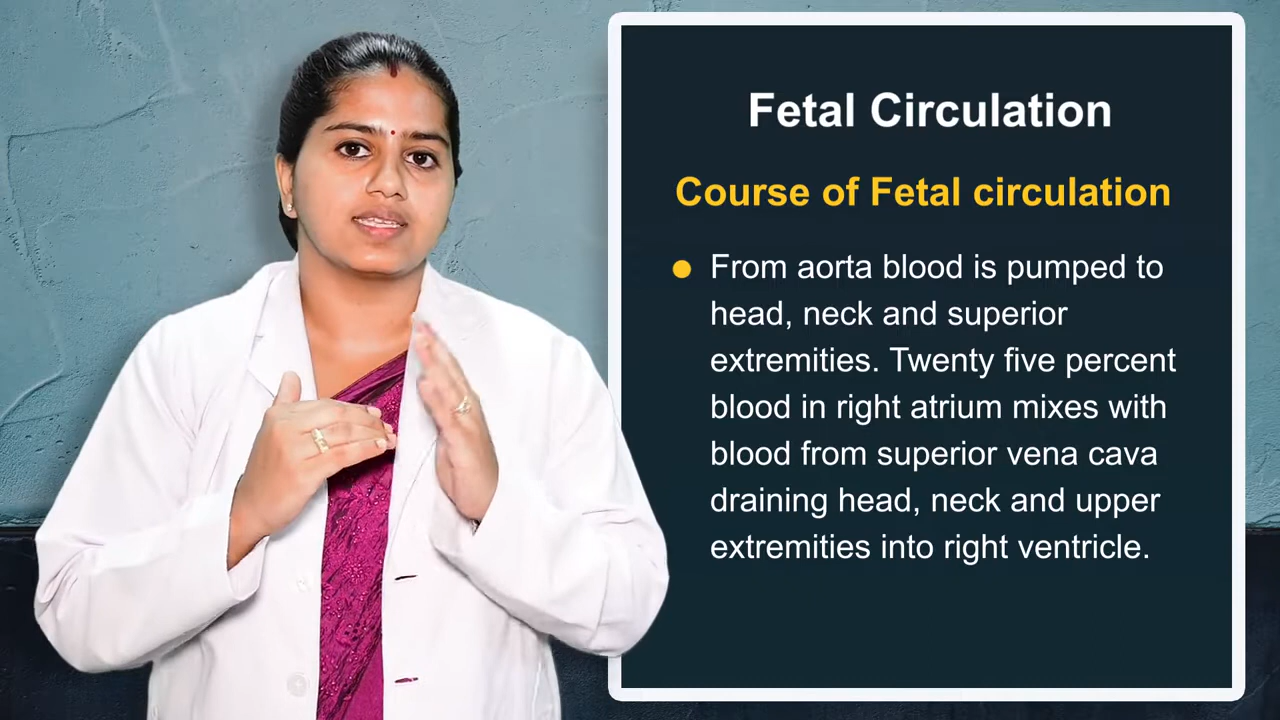 Fetal Circulation
Course of Fetal circulation
From aorta blood is pumped to
head, neck and superior
extremities. Twenty five percent
blood in right atrium mixes with
blood from superior vena cava
draining head, neck and upper
extremities into right ventricle.